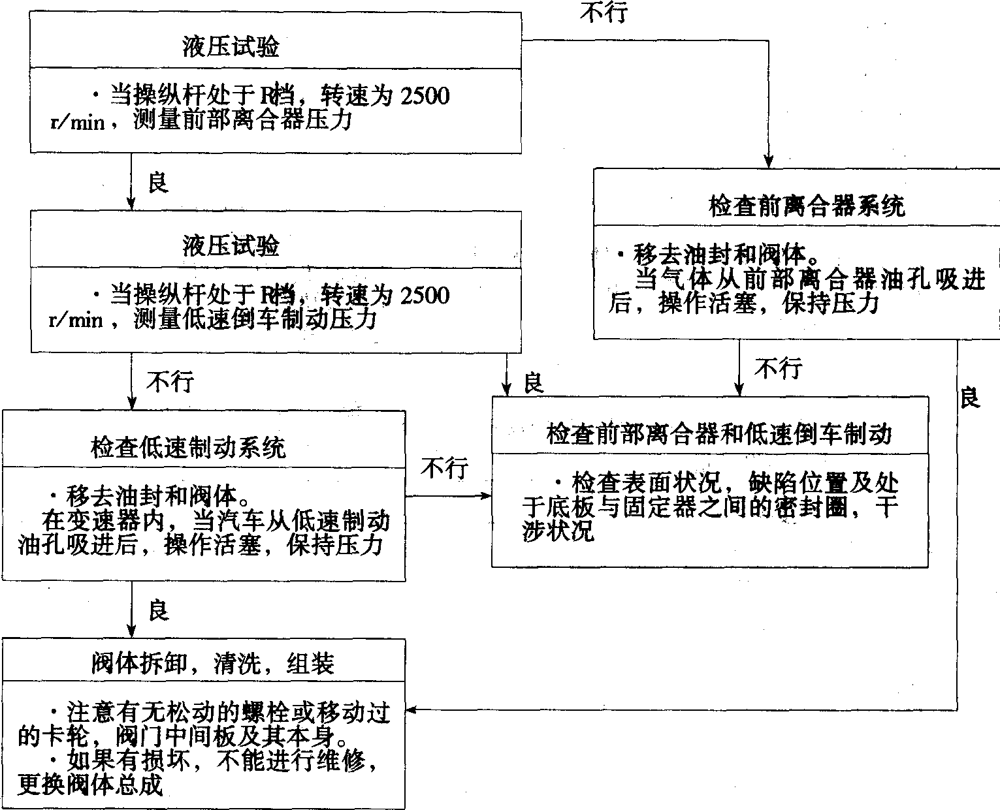 不行
液压试验
·当操纵杆处于R档，转速为2500
r/min，测量前部离合器压力
良
检查前离合器系统
·移去油封和阀体。
当气体从前部离合器油孔吸进
后，操作活塞，保持压力
液压试验
·当操纵杆处于R档，转速为2500
r/min，测量低速倒车制动压力
不行
良
不行
良
检查低速制动系统
·移去油封和阀体。
在变速器内，当汽车从低速制动
油孔吸进后，操作活塞，保持压力
不行
检查前部离合器和低速倒车制动
·检查表面状况，缺陷位置及处
于底板与固定器之间的密封圈，干
涉状况
良
阀体拆卸，清洗，组装
·注意有无松动的螺栓或移动过
的卡轮，阀门中间板及其本身。
·如果有损坏，不能进行维修，
更换阀体总成